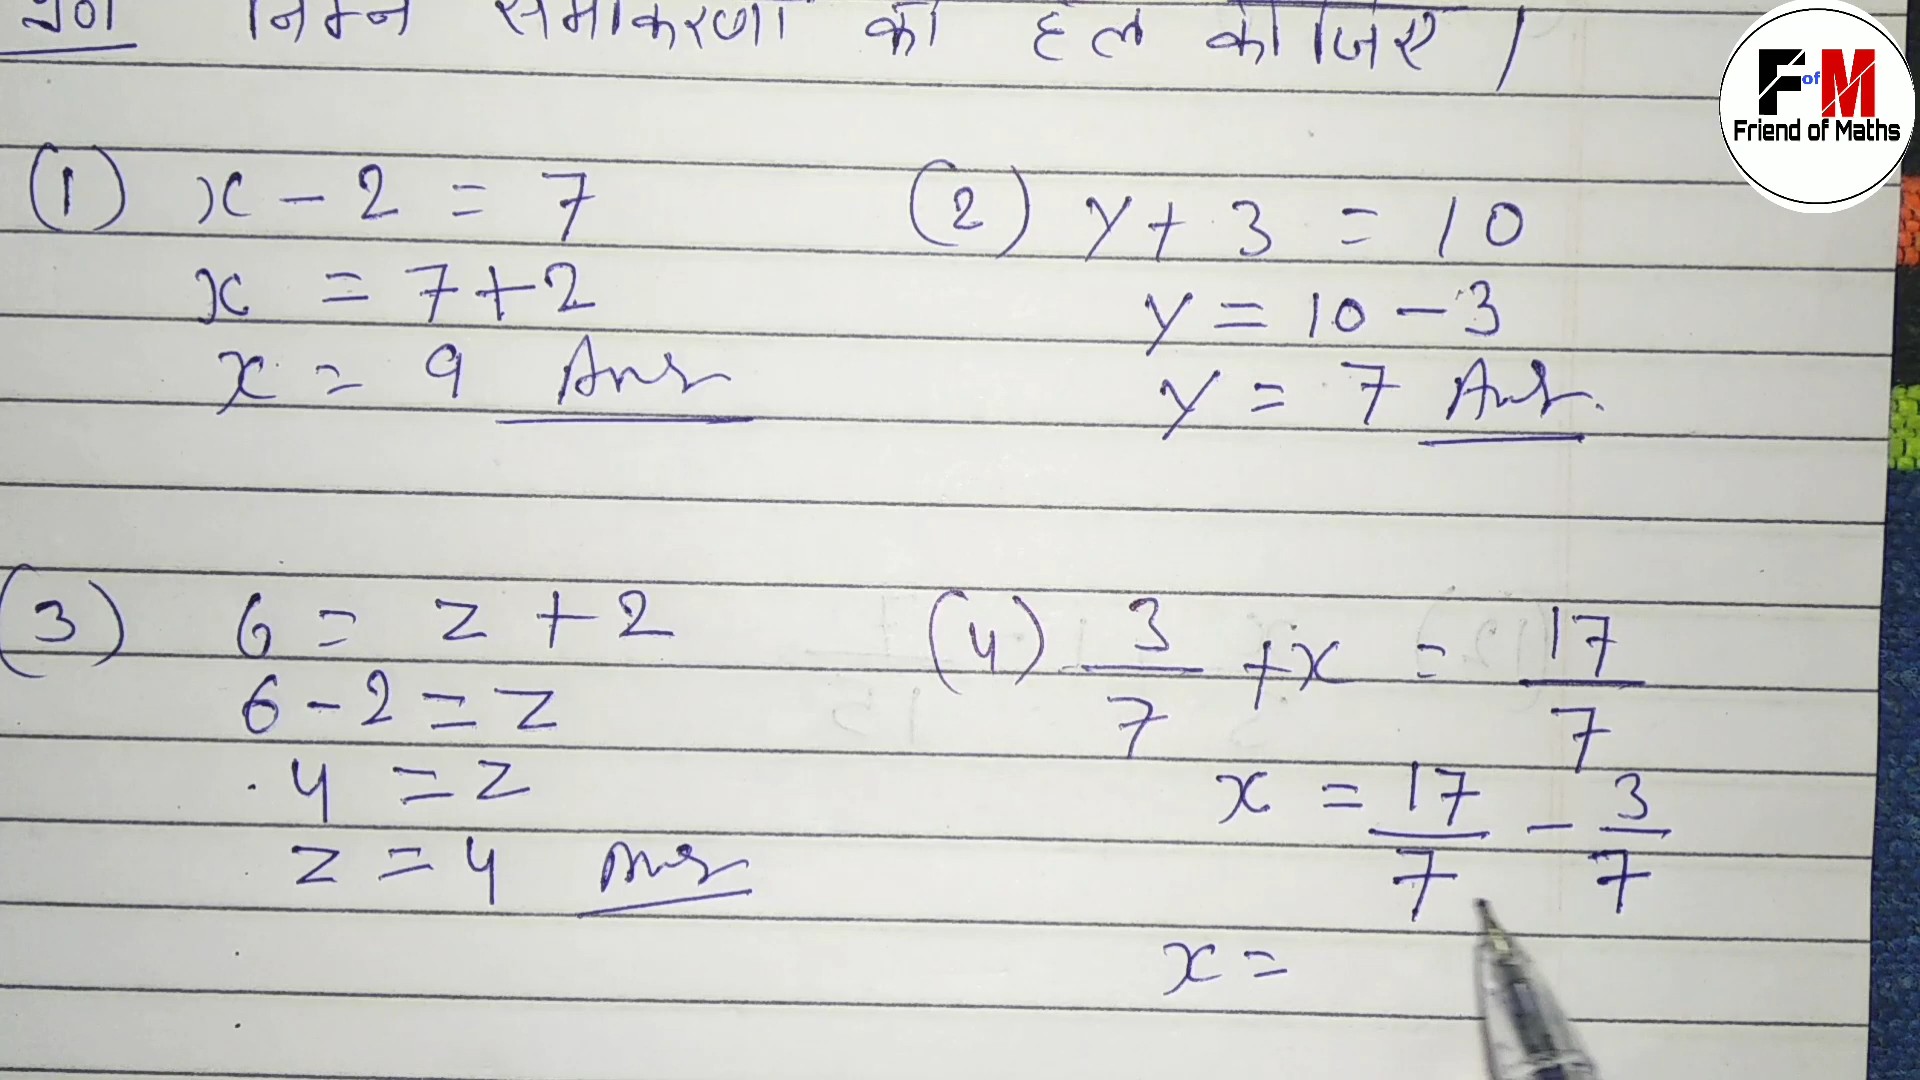 प्रश्न निम्न समीकरणों को हल कीजिए।
F of M
Friend of Maths
(1) x - 2 = 7
x = 7 + 2
x = 9 Ans
(2) y + 3 = 10
y = 10 - 3
y = 7 Ans.
(3) 6 = z + 2
6 - 2 = z
4 = z
z = 4 Ans
(4) 3/7 + x = 17/7
x = 17/7 - 3/7
x =